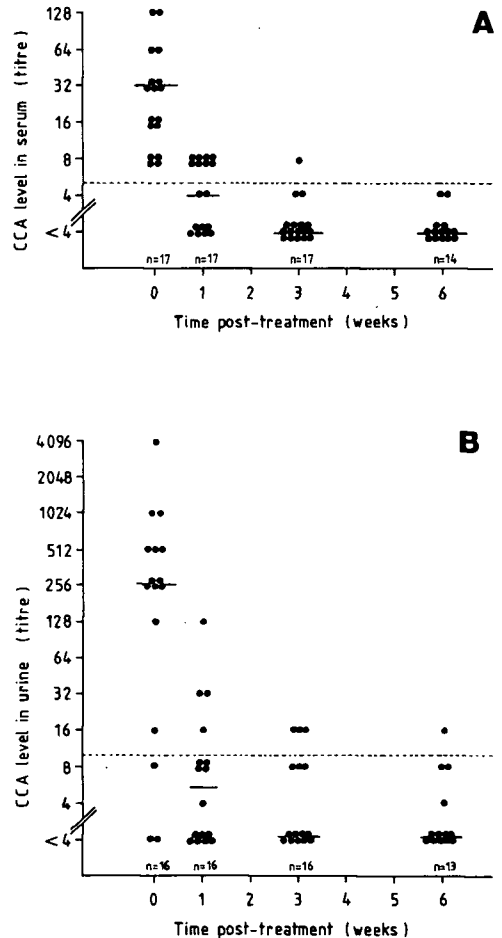 A
CCA level in serum (titre)
128
64
32
16
8
4
<4
n=17 n=17 n=17 n=14
0 1 2 3 4 5 6
Time post-treatment (weeks)
B
CCA level in urine (titre)
4096
2048
1024
512
256
128
64
32
16
8
4
<4
n=16 n=16 n=16 n=13
0 1 2 3 4 5 6
Time post-treatment (weeks)